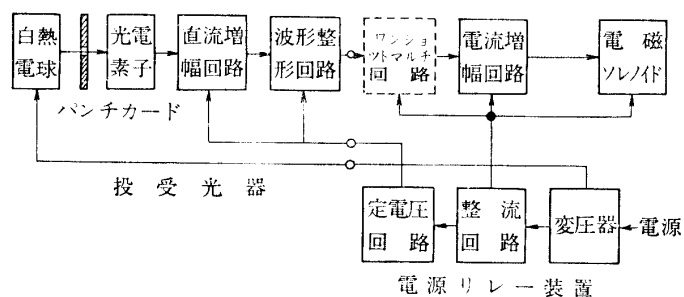 白熱
電球
光電
素子
直流増
幅回路
波形整
形回路
ワンショ
ットマルチ
回路
電流増
幅回路
電磁
ソレノイド
パンチカード
投受光器
定電圧
回路
整流
回路
変圧器
電源
電源リレー装置